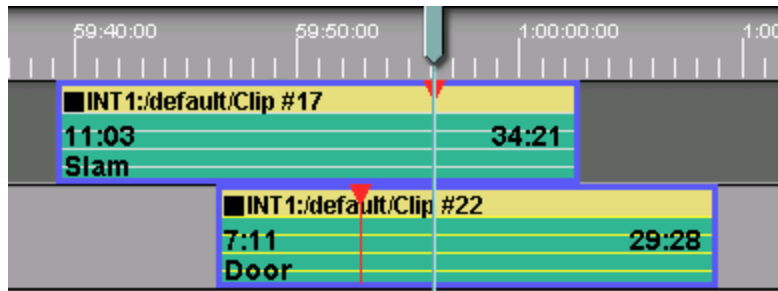 59:40:00 59:50:00 1:00:00:00 1:00
INT1:/default/Clip #17
11:03 34:21
Slam
INT1:/default/Clip #22
7:11 29:28
Door